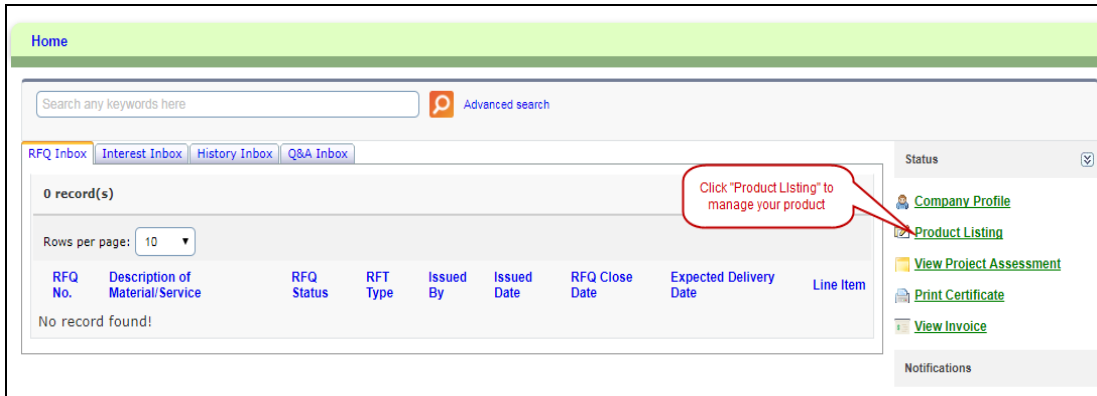 Home
Search any keywords here
Advanced search
RFQ Inbox Interest Inbox History Inbox Q&A Inbox
0 record(s)
Rows per page: 10
RFQ No. Description of Material/Service RFQ Status RFT Type Issued By Issued Date RFQ Close Date Expected Delivery Date Line Item
No record found!
Click "Product LIsting" to
manage your product
Status
Company Profile
Product Listing
View Project Assessment
Print Certificate
View Invoice
Notifications